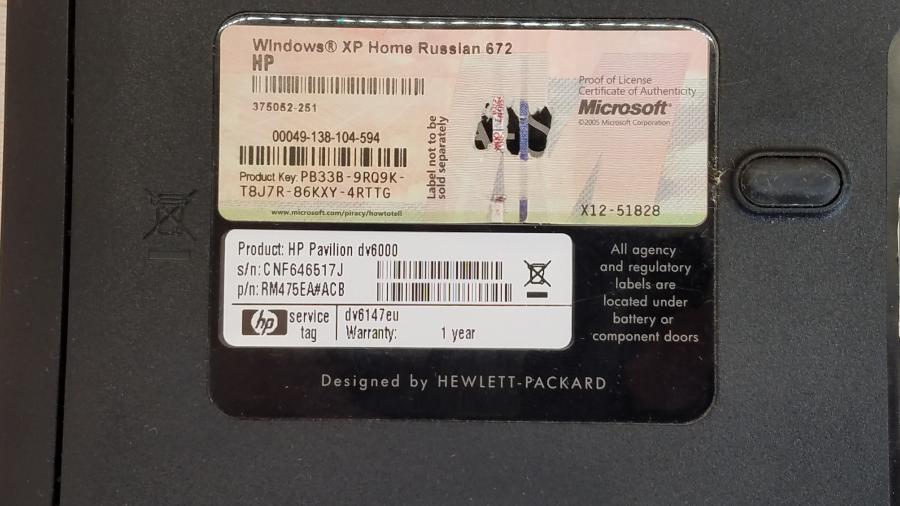 Windows® XP Home Russian 672
HP
375052-251
00049-138-104-594
Product Key: PB33B-9RQ9K-
T8J7R-86KXY-4RTTG
www.microsoft.com/piracy/howtotell
Label not to be
sold separately
Proof of License
Certificate of Authenticity
Microsoft®
©2005 Microsoft Corporation
X12-51828
Product: HP Pavilion dv6000
s/n: CNF646517J
p/n: RM475EA#ACB
hp service
tag
dv6147eu
Warranty: 1 year
All agency
and regulatory
labels are
located under
battery or
component doors
Designed by HEWLETT-PACKARD